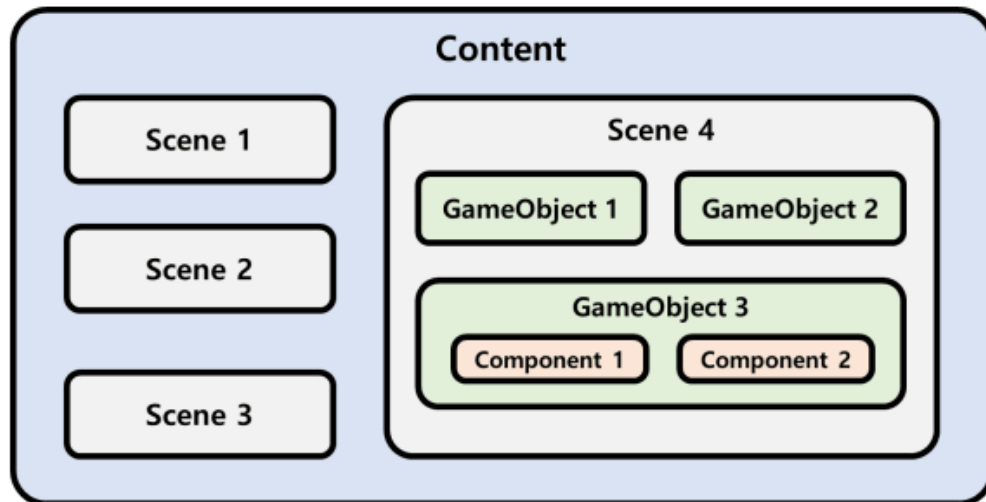 Content
Scene 1
Scene 2
Scene 3
Scene 4
GameObject 1
GameObject 2
GameObject 3
Component 1
Component 2